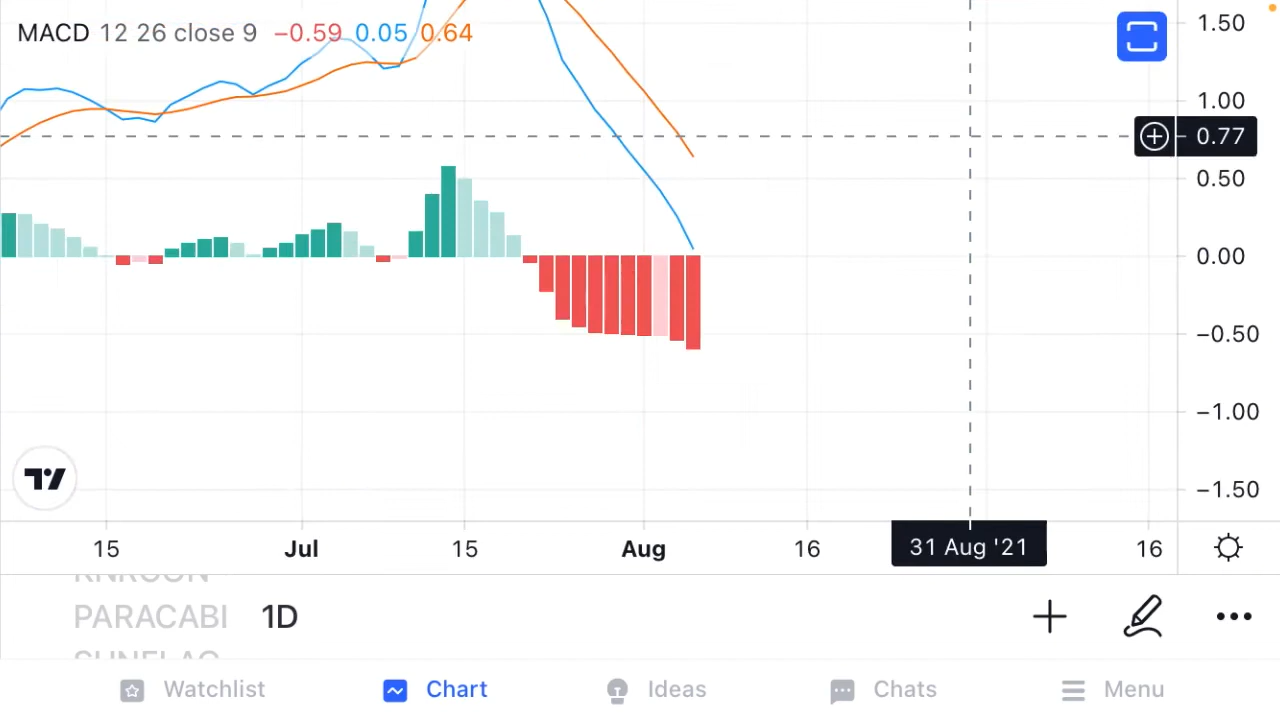 MACD 12 26 close 9 −0.59 0.05 0.64
1.50
1.00
0.77
0.50
0.00
−0.50
−1.00
−1.50
15 Jul 15 Aug 16 31 Aug '21 16
PARACABI 1D
Watchlist Chart Ideas Chats Menu